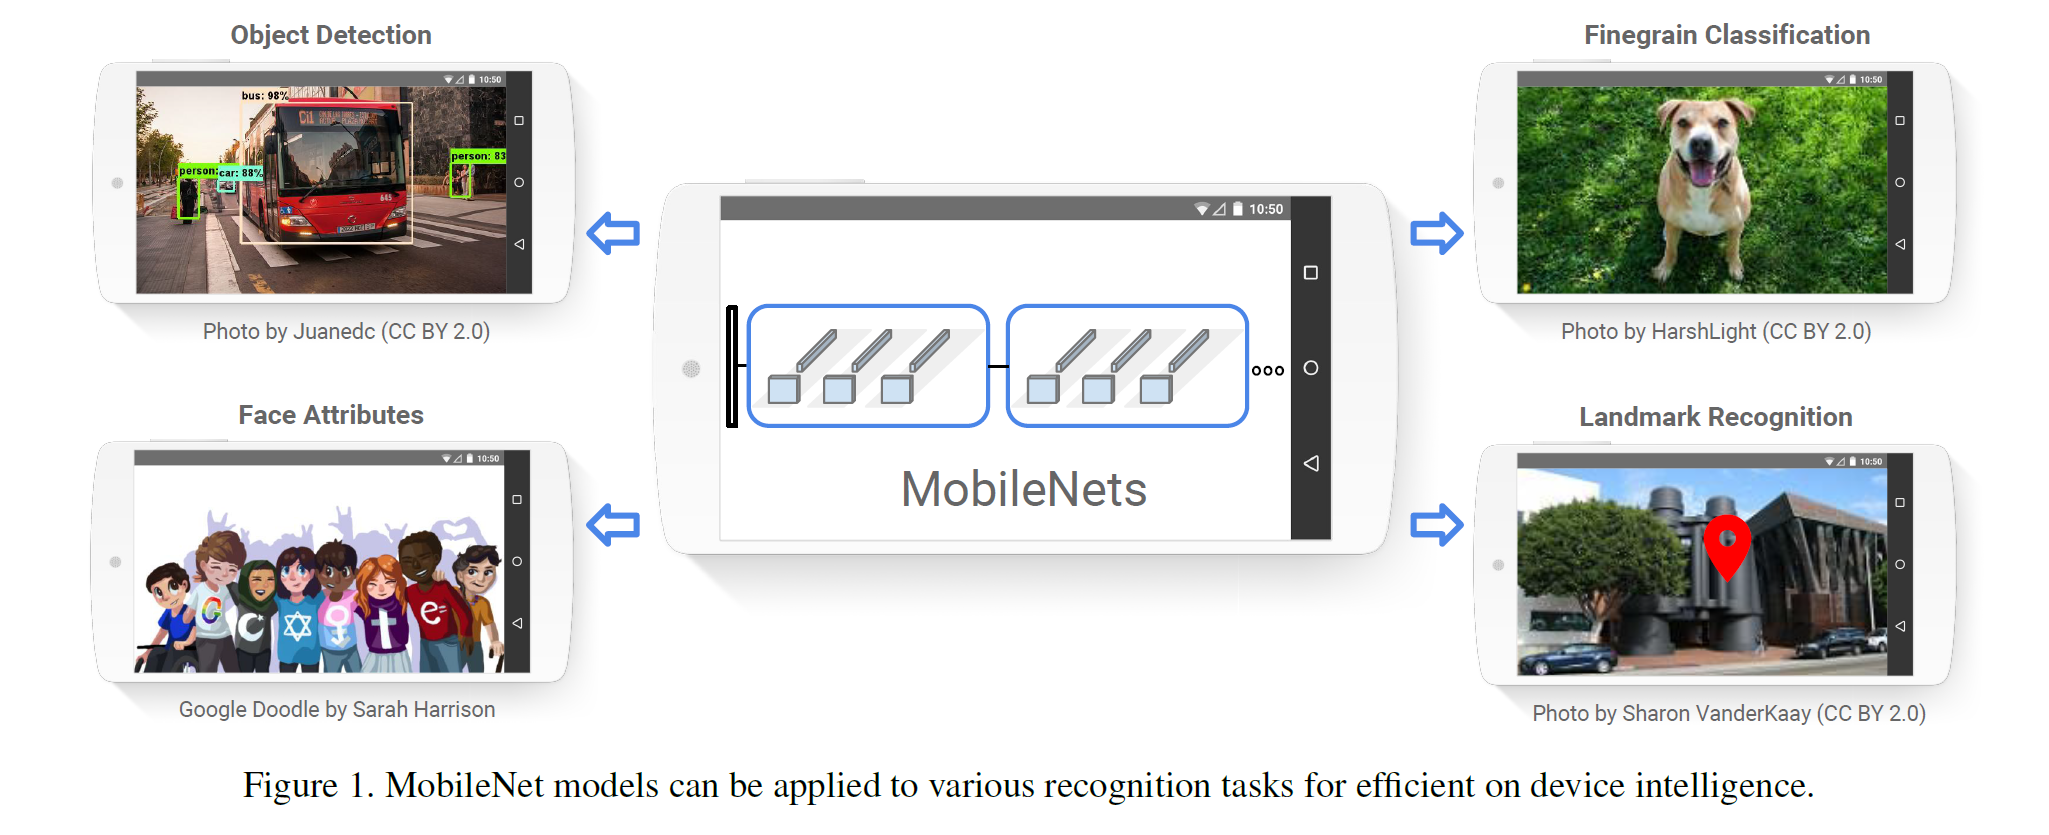 Object Detection
10:50
bus: 98%
Ci1
person: 83
person:
car: 88%
645
Photo by Juanedc (CC BY 2.0)
Finegrain Classification
10:50
Photo by HarshLight (CC BY 2.0)
10:50
MobileNets
Face Attributes
10:50
G
e
Google Doodle by Sarah Harrison
Landmark Recognition
10:50
Photo by Sharon VanderKaay (CC BY 2.0)
Figure 1. MobileNet models can be applied to various recognition tasks for efficient on device intelligence.